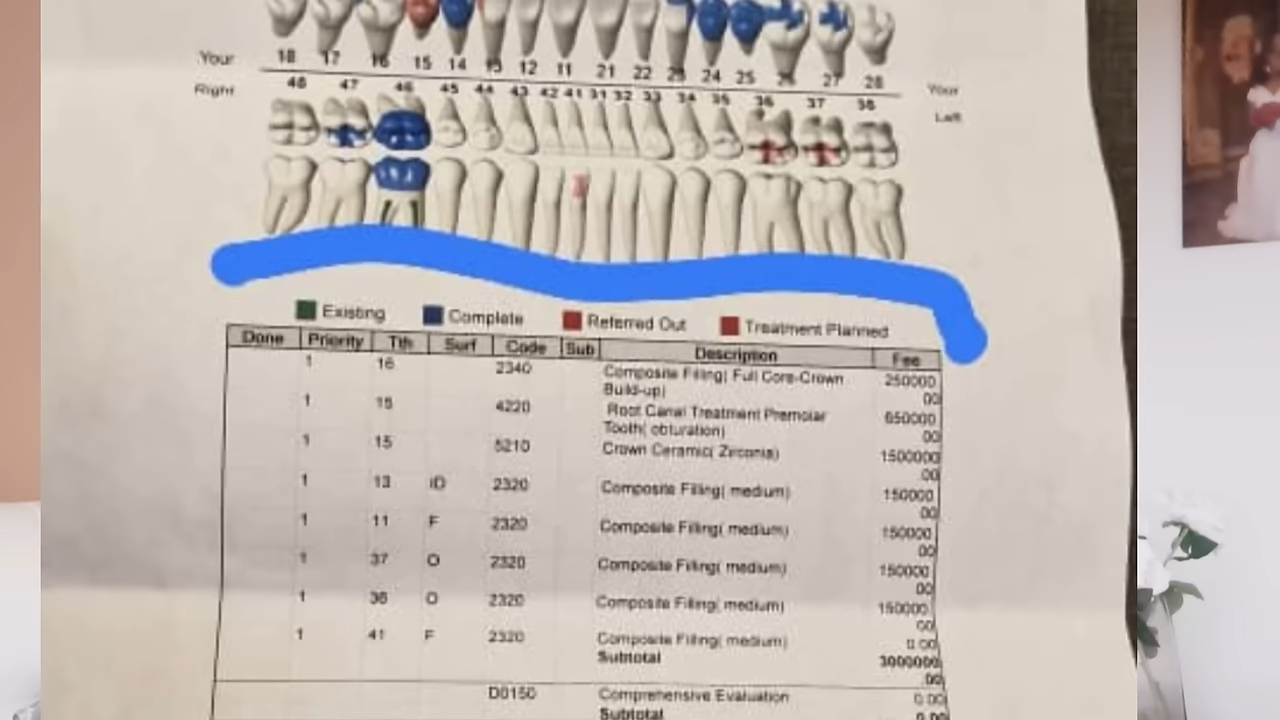 Your 18 17 16 15 14 13 12 11 21 22 23 24 25 26 27 28 Your
Right 48 47 46 45 44 43 42 41 31 32 33 34 35 36 37 38 Left
Existing Complete Referred Out Treatment Planned
Done Priority Tth Surf Code Sub Description Fee
1 16 2340 Composite Filling( Full Core-Crown 250000
Build-up) 00
1 15 4220 Root Canal Treatment Premolar 650000
Tooth( obturation) 00
1 15 5210 Crown Ceramic( Zirconia) 1500000
00
1 13 ID 2320 Composite Filling( medium) 150000
00
1 11 F 2320 Composite Filling( medium) 150000
00
1 37 O 2320 Composite Filling( medium) 150000
00
1 36 O 2320 Composite Filling( medium) 150000
00
1 41 F 2320 Composite Filling( medium) 0.00
Subtotal 3000000
.00
D0150 Comprehensive Evaluation 0.00
Subtotal 0.00